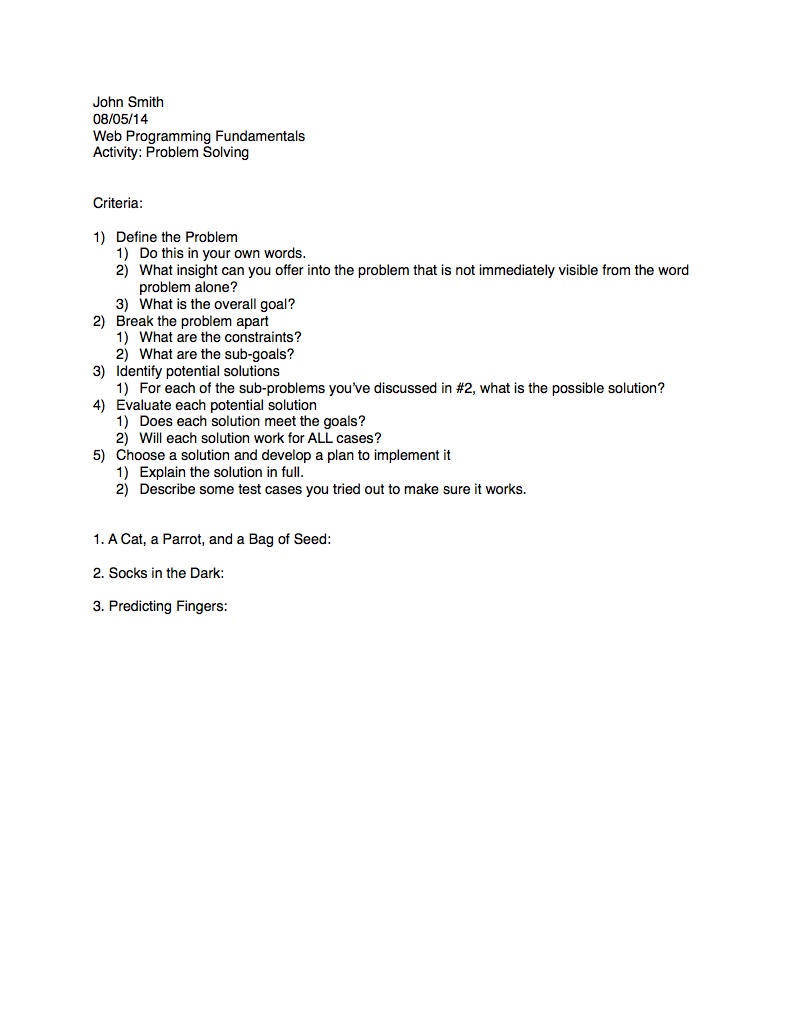 John Smith
08/05/14
Web Programming Fundamentals
Activity: Problem Solving
Criteria:
1) Define the Problem
1) Do this in your own words.
2) What insight can you offer into the problem that is not immediately visible from the word
problem alone?
3) What is the overall goal?
2) Break the problem apart
1) What are the constraints?
2) What are the sub-goals?
3) Identify potential solutions
1) For each of the sub-problems you’ve discussed in #2, what is the possible solution?
4) Evaluate each potential solution
1) Does each solution meet the goals?
2) Will each solution work for ALL cases?
5) Choose a solution and develop a plan to implement it
1) Explain the solution in full.
2) Describe some test cases you tried out to make sure it works.
1. A Cat, a Parrot, and a Bag of Seed:
2. Socks in the Dark:
3. Predicting Fingers: